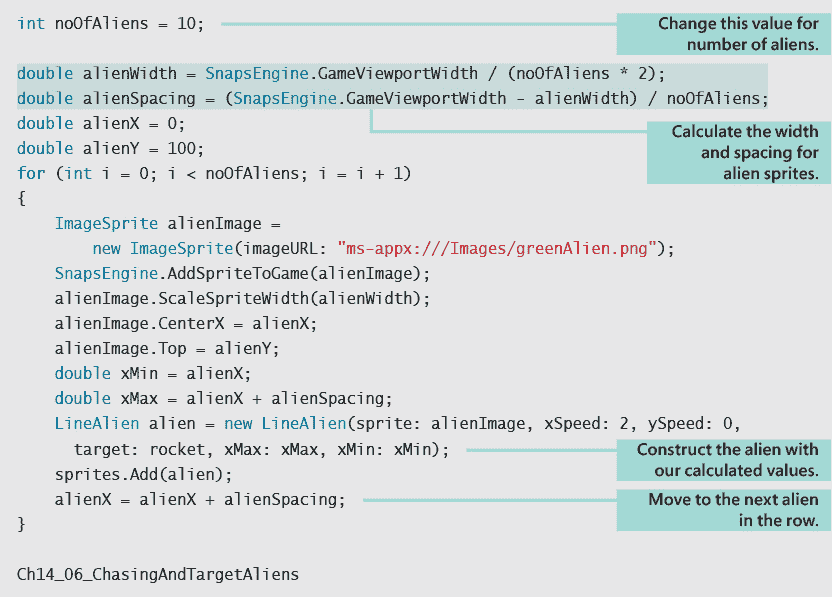 int noOfAliens = 10;
Change this value for
number of aliens.
double alienWidth = SnapsEngine.GameViewportWidth / (noOfAliens * 2);
double alienSpacing = (SnapsEngine.GameViewportWidth - alienWidth) / noOfAliens;
double alienX = 0;
double alienY = 100;
Calculate the width
and spacing for
alien sprites.
for (int i = 0; i < noOfAliens; i = i + 1)
{
    ImageSprite alienImage =
        new ImageSprite(imageURL: "ms-appx:///Images/greenAlien.png");
    SnapsEngine.AddSpriteToGame(alienImage);
    alienImage.ScaleSpriteWidth(alienWidth);
    alienImage.CenterX = alienX;
    alienImage.Top = alienY;
    double xMin = alienX;
    double xMax = alienX + alienSpacing;
    LineAlien alien = new LineAlien(sprite: alienImage, xSpeed: 2, ySpeed: 0,
      target: rocket, xMax: xMax, xMin: xMin);
Construct the alien with
our calculated values.
    sprites.Add(alien);
    alienX = alienX + alienSpacing;
Move to the next alien
in the row.
}
Ch14_06_ChasingAndTargetAliens